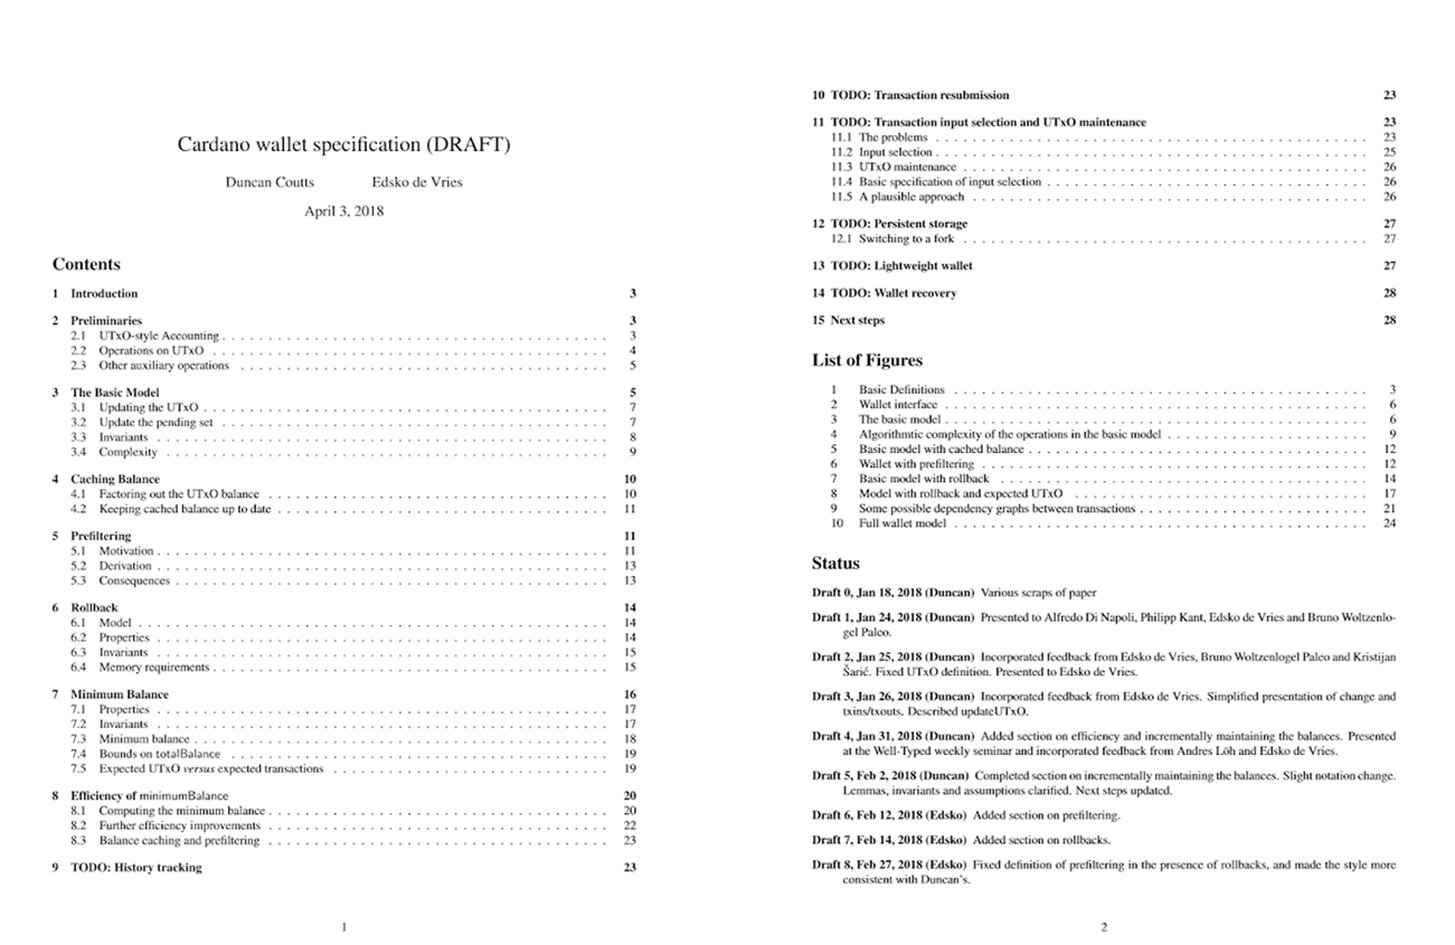 Cardano wallet specification (DRAFT)
Duncan Coutts Edsko de Vries
April 3, 2018
Contents
1 Introduction 3
2 Preliminaries 3
2.1 UTxO-style Accounting 3
2.2 Operations on UTxO 4
2.3 Other auxiliary operations 5
3 The Basic Model 5
3.1 Updating the UTxO 7
3.2 Update the pending set 7
3.3 Invariants 8
3.4 Complexity 9
4 Caching Balance 10
4.1 Factoring out the UTxO balance 10
4.2 Keeping cached balance up to date 11
5 Prefiltering 11
5.1 Motivation 11
5.2 Derivation 13
5.3 Consequences 13
6 Rollback 14
6.1 Model 14
6.2 Properties 14
6.3 Invariants 15
6.4 Memory requirements 15
7 Minimum Balance 16
7.1 Properties 17
7.2 Invariants 17
7.3 Minimum balance 18
7.4 Bounds on totalBalance 19
7.5 Expected UTxO versus expected transactions 19
8 Efficiency of minimumBalance 20
8.1 Computing the minimum balance 20
8.2 Further efficiency improvements 22
8.3 Balance caching and prefiltering 23
9 TODO: History tracking 23
1
10 TODO: Transaction resubmission 23
11 TODO: Transaction input selection and UTxO maintenance 23
11.1 The problems 23
11.2 Input selection 25
11.3 UTxO maintenance 26
11.4 Basic specification of input selection 26
11.5 A plausible approach 26
12 TODO: Persistent storage 27
12.1 Switching to a fork 27
13 TODO: Lightweight wallet 27
14 TODO: Wallet recovery 28
15 Next steps 28
List of Figures
1 Basic Definitions 3
2 Wallet interface 6
3 The basic model 6
4 Algorithmtic complexity of the operations in the basic model 9
5 Basic model with cached balance 12
6 Wallet with prefiltering 12
7 Basic model with rollback 14
8 Model with rollback and expected UTxO 17
9 Some possible dependency graphs between transactions 21
10 Full wallet model 24
Status
Draft 0, Jan 18, 2018 (Duncan) Various scraps of paper
Draft 1, Jan 24, 2018 (Duncan) Presented to Alfredo Di Napoli, Philipp Kant, Edsko de Vries and Bruno Woltzenlo-
gel Paleo.
Draft 2, Jan 25, 2018 (Duncan) Incorporated feedback from Edsko de Vries, Bruno Woltzenlogel Paleo and Kristijan
Šarić. Fixed UTxO definition. Presented to Edsko de Vries.
Draft 3, Jan 26, 2018 (Duncan) Incorporated feedback from Edsko de Vries. Simplified presentation of change and
txins/txouts. Described updateUTxO.
Draft 4, Jan 31, 2018 (Duncan) Added section on efficiency and incrementally maintaining the balances. Presented
at the Well-Typed weekly seminar and incorporated feedback from Andres Löh and Edsko de Vries.
Draft 5, Feb 2, 2018 (Duncan) Completed section on incrementally maintaining the balances. Slight notation change.
Lemmas, invariants and assumptions clarified. Next steps updated.
Draft 6, Feb 12, 2018 (Edsko) Added section on prefiltering.
Draft 7, Feb 14, 2018 (Edsko) Added section on rollbacks.
Draft 8, Feb 27, 2018 (Edsko) Fixed definition of prefiltering in the presence of rollbacks, and made the style more
consistent with Duncan's.
2